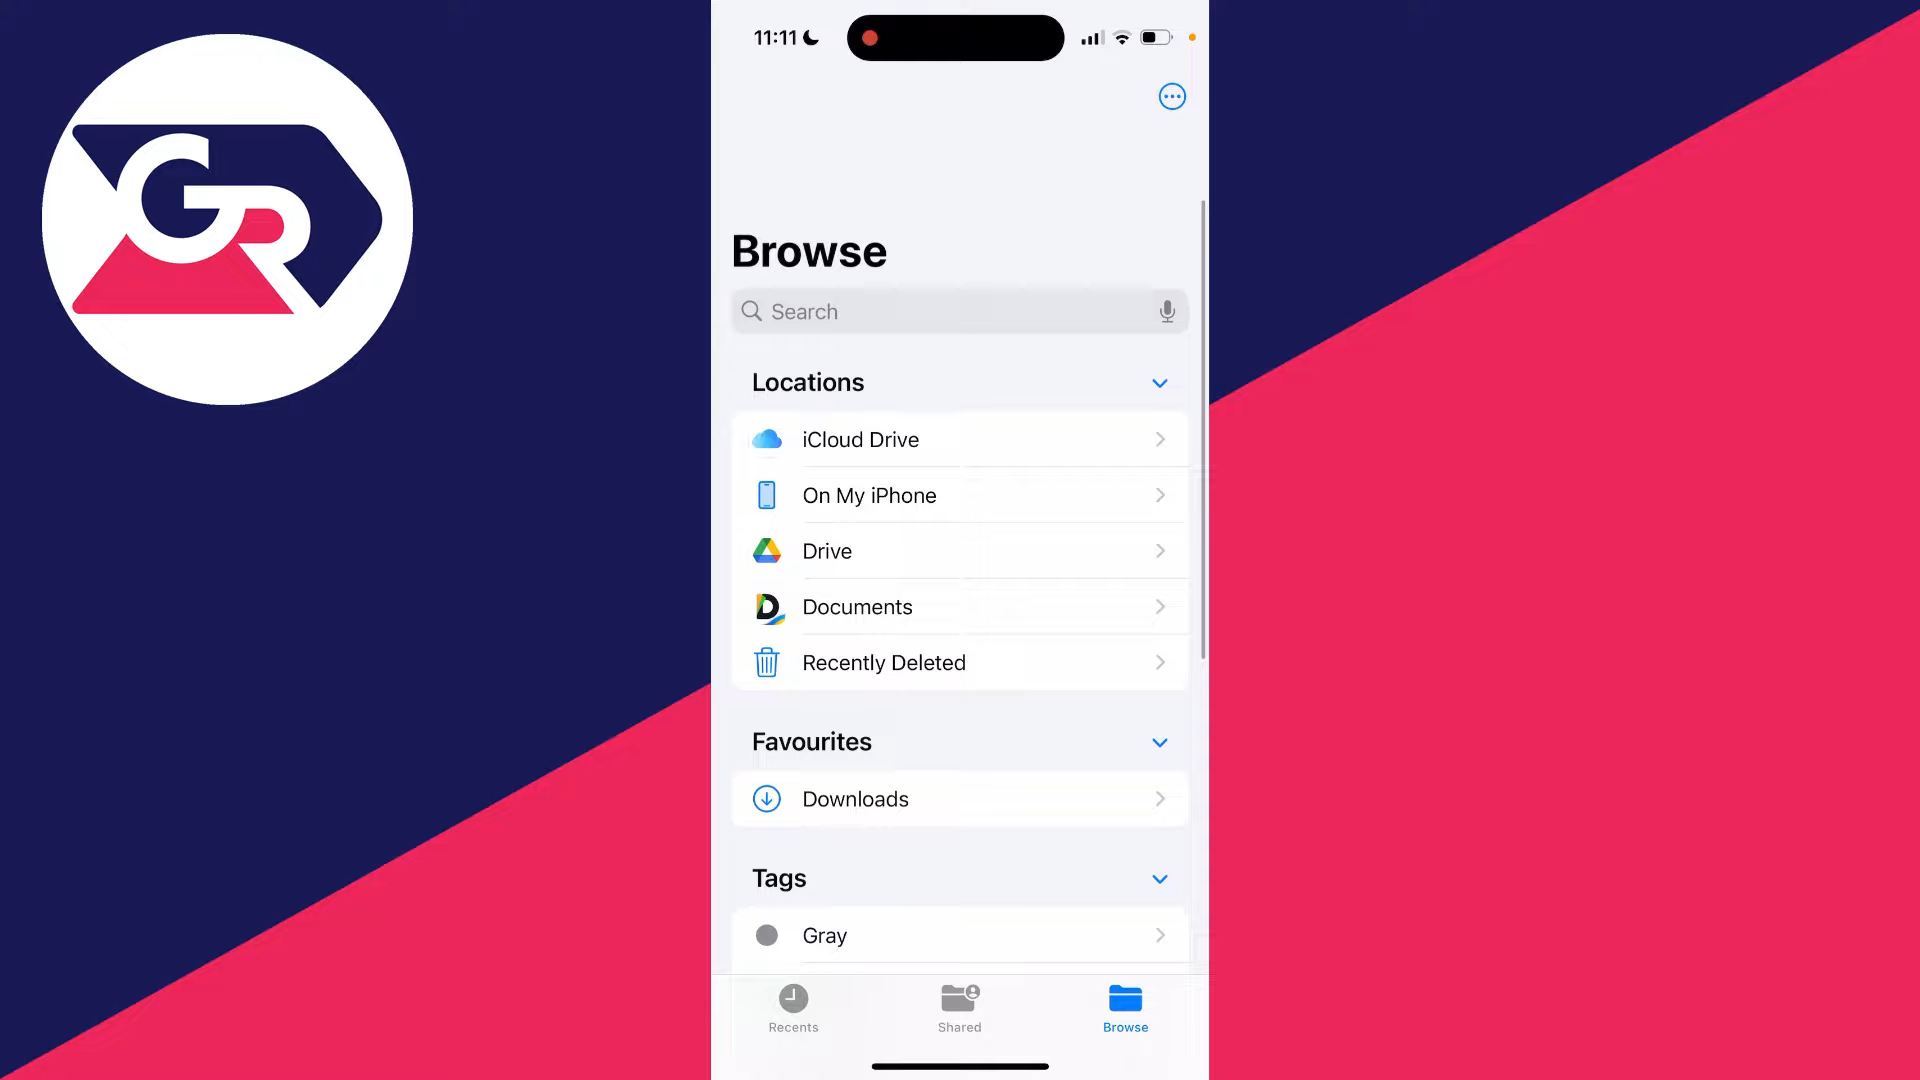 GR
11:11
Browse
Search
Locations
iCloud Drive
On My iPhone
Drive
Documents
Recently Deleted
Favourites
Downloads
Tags
Gray
Recents
Shared
Browse